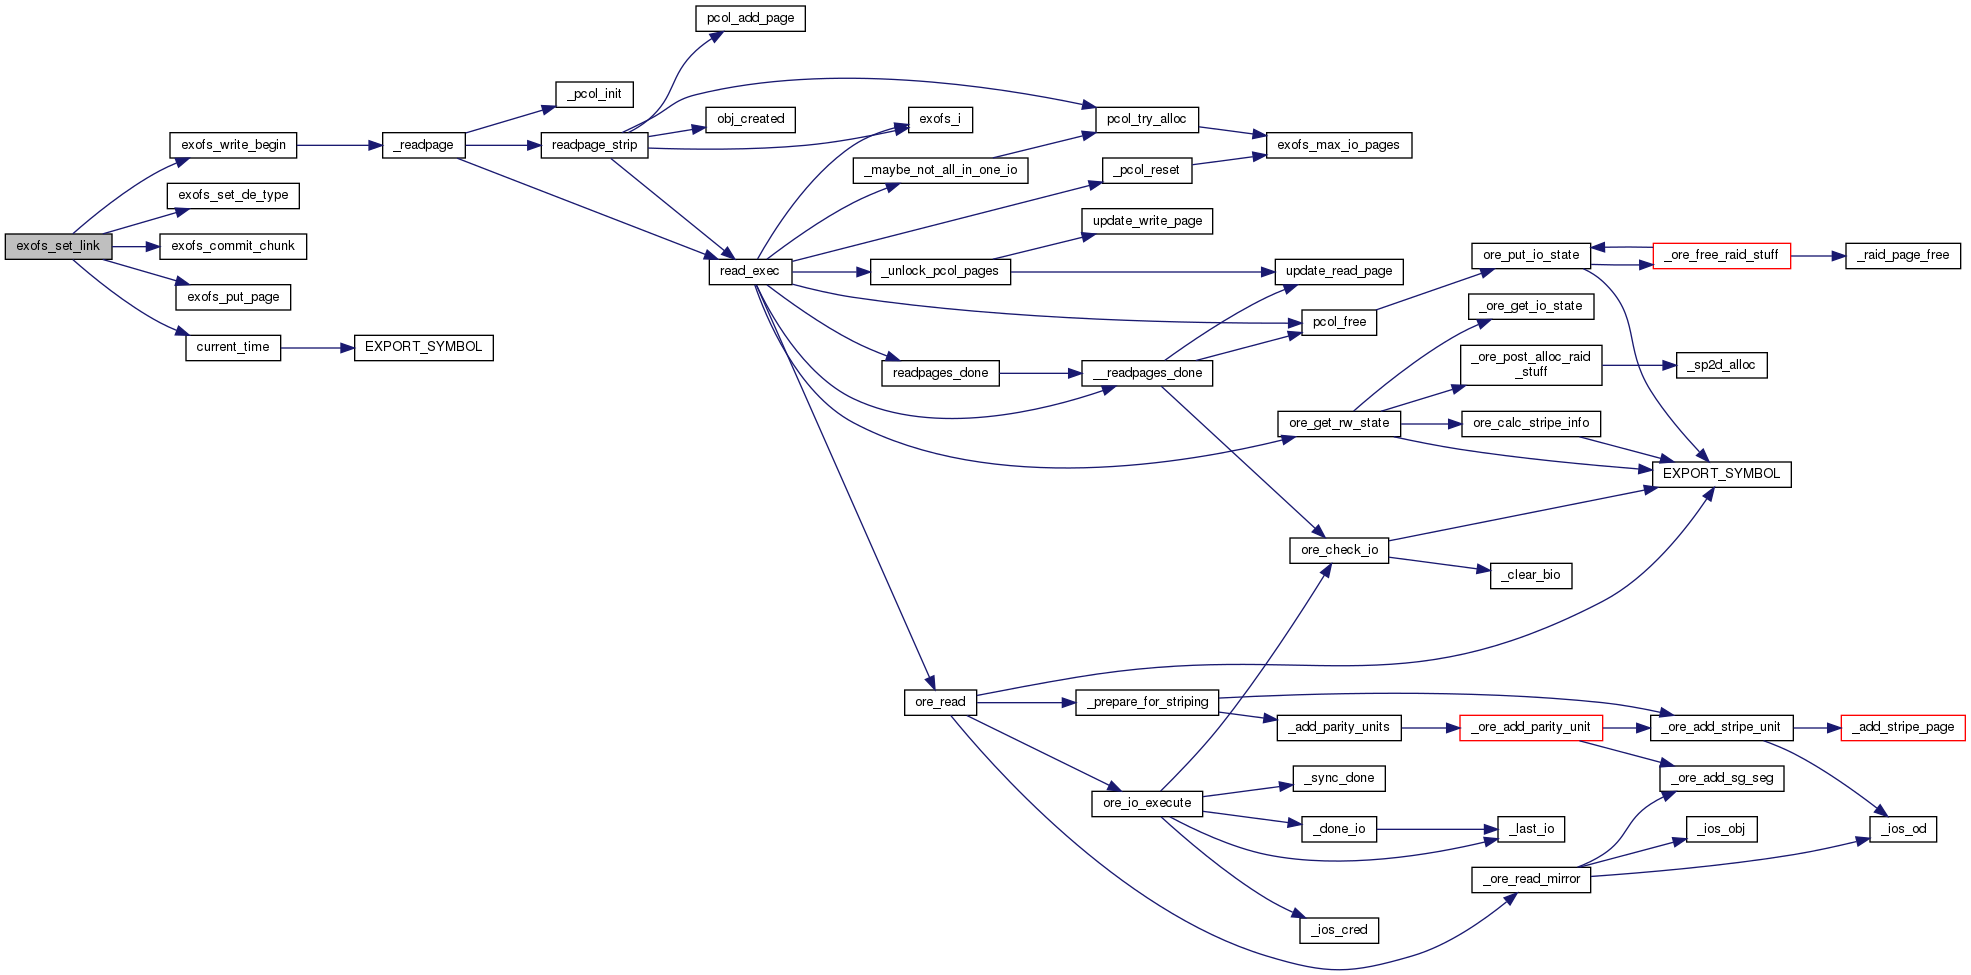 pcol_add_page
_pcol_init
obj_created
exofs_i
pcol_try_alloc
exofs_write_begin
_readpage
readpage_strip
exofs_max_io_pages
_maybe_not_all_in_one_io
_pcol_reset
exofs_set_de_type
update_write_page
exofs_set_link
exofs_commit_chunk
read_exec
_unlock_pcol_pages
update_read_page
ore_put_io_state
_ore_free_raid_stuff
_raid_page_free
exofs_put_page
_ore_get_io_state
pcol_free
current_time
EXPORT_SYMBOL
readpages_done
__readpages_done
_ore_post_alloc_raid
_stuff
_sp2d_alloc
ore_get_rw_state
ore_calc_stripe_info
EXPORT_SYMBOL
ore_check_io
_clear_bio
ore_read
_prepare_for_striping
_add_parity_units
_ore_add_parity_unit
_ore_add_stripe_unit
_add_stripe_page
_sync_done
_ore_add_sg_seg
ore_io_execute
_done_io
_last_io
_ios_obj
_ios_od
_ore_read_mirror
_ios_cred